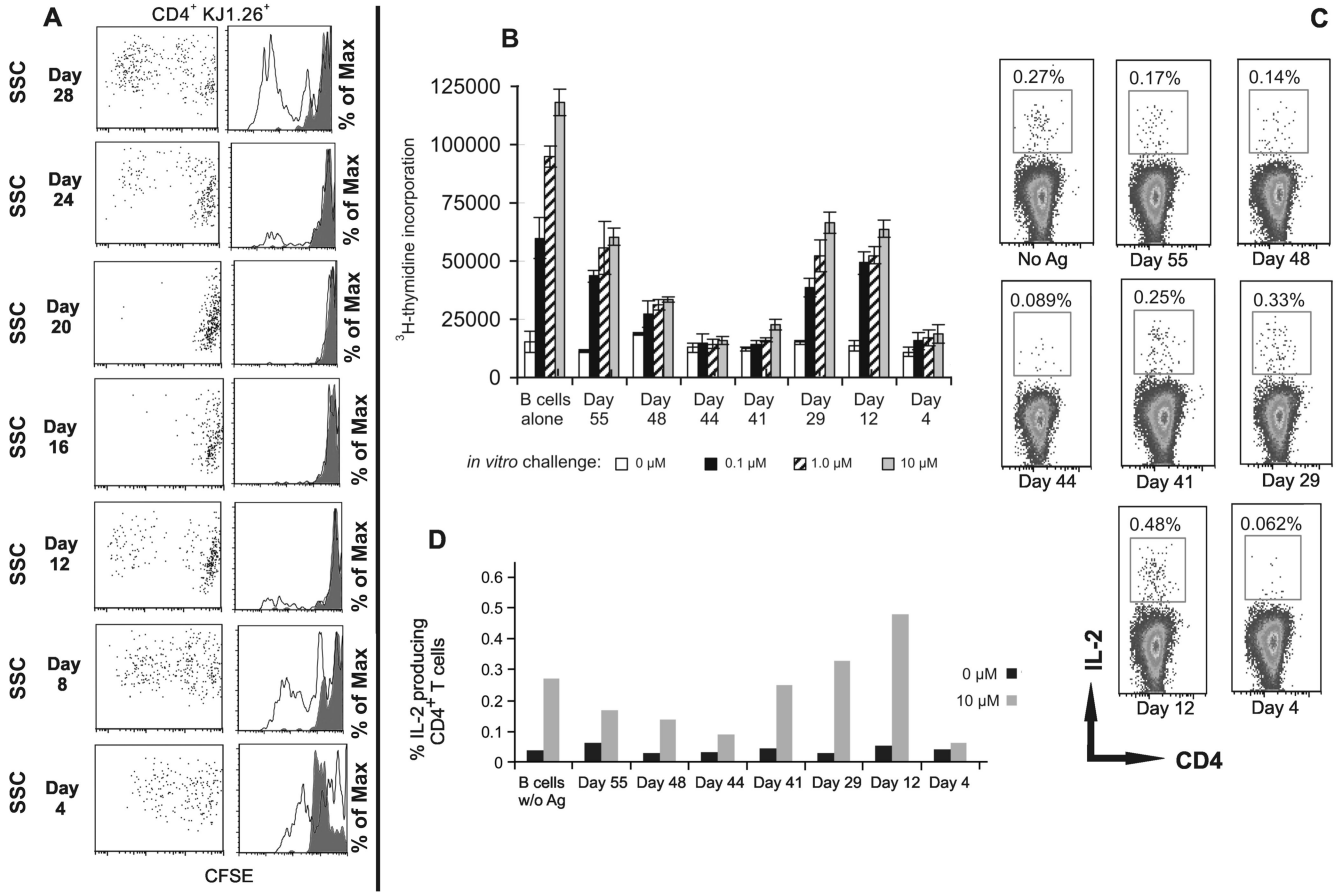 A
CD4+ KJ1.26+
SSC
Day
28
% of Max
SSC
Day
24
% of Max
SSC
Day
20
% of Max
SSC
Day
16
% of Max
SSC
Day
12
% of Max
SSC
Day
8
% of Max
SSC
Day
4
% of Max
CFSE
B
3H-thymidine incorporation
125000
100000
75000
50000
25000
0
B cells
alone
Day
55
Day
48
Day
44
Day
41
Day
29
Day
12
Day
4
in vitro challenge: 0 µM 0.1 µM 1.0 µM 10 µM
C
0.27%
0.17%
0.14%
No Ag
Day 55
Day 48
0.089%
0.25%
0.33%
Day 44
Day 41
Day 29
0.48%
0.062%
Day 12
Day 4
IL-2
CD4
D
% IL-2 producing
CD4+T cells
0.6
0.5
0.4
0.3
0.2
0.1
0
0 µM
10 µM
B cells
w/o Ag
Day 55
Day 48
Day 44
Day 41
Day 29
Day 12
Day 4